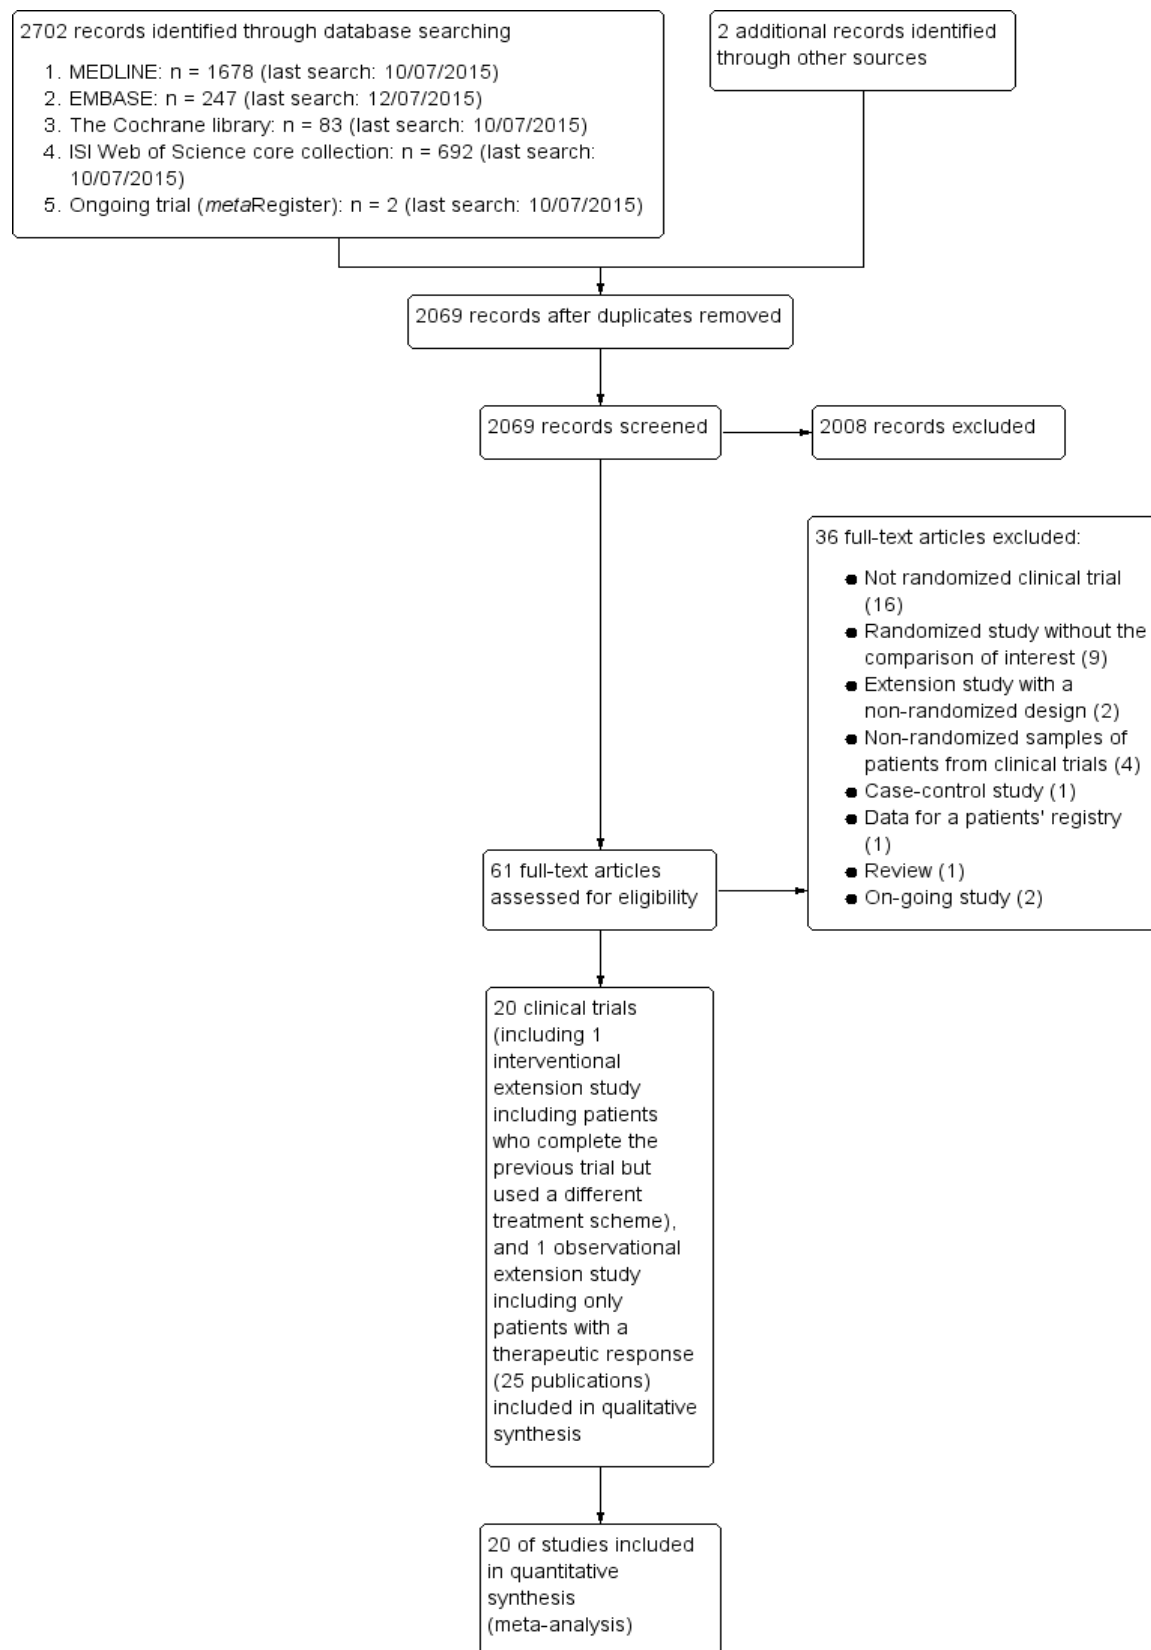 2702 records identified through database searching
1. MEDLINE: n = 1678 (last search: 10/07/2015)
2. EMBASE: n = 247 (last search: 12/07/2015)
3. The Cochrane library: n = 83 (last search: 10/07/2015)
4. ISI Web of Science core collection: n = 692 (last search:
10/07/2015)
5. Ongoing trial (metaRegister): n = 2 (last search: 10/07/2015)
2 additional records identified
through other sources
2069 records after duplicates removed
2069 records screened
2008 records excluded
36 full-text articles excluded:
● Not randomized clinical trial
(16)
● Randomized study without the
comparison of interest (9)
● Extension study with a
non-randomized design (2)
● Non-randomized samples of
patients from clinical trials (4)
● Case-control study (1)
● Data for a patients' registry
(1)
● Review (1)
● On-going study (2)
61 full-text articles
assessed for eligibility
20 clinical trials
(including 1
interventional
extension study
including patients
who complete the
previous trial but
used a different
treatment scheme),
and 1 observational
extension study
including only
patients with a
therapeutic response
(25 publications)
included in qualitative
synthesis
20 of studies included
in quantitative
synthesis
(meta-analysis)